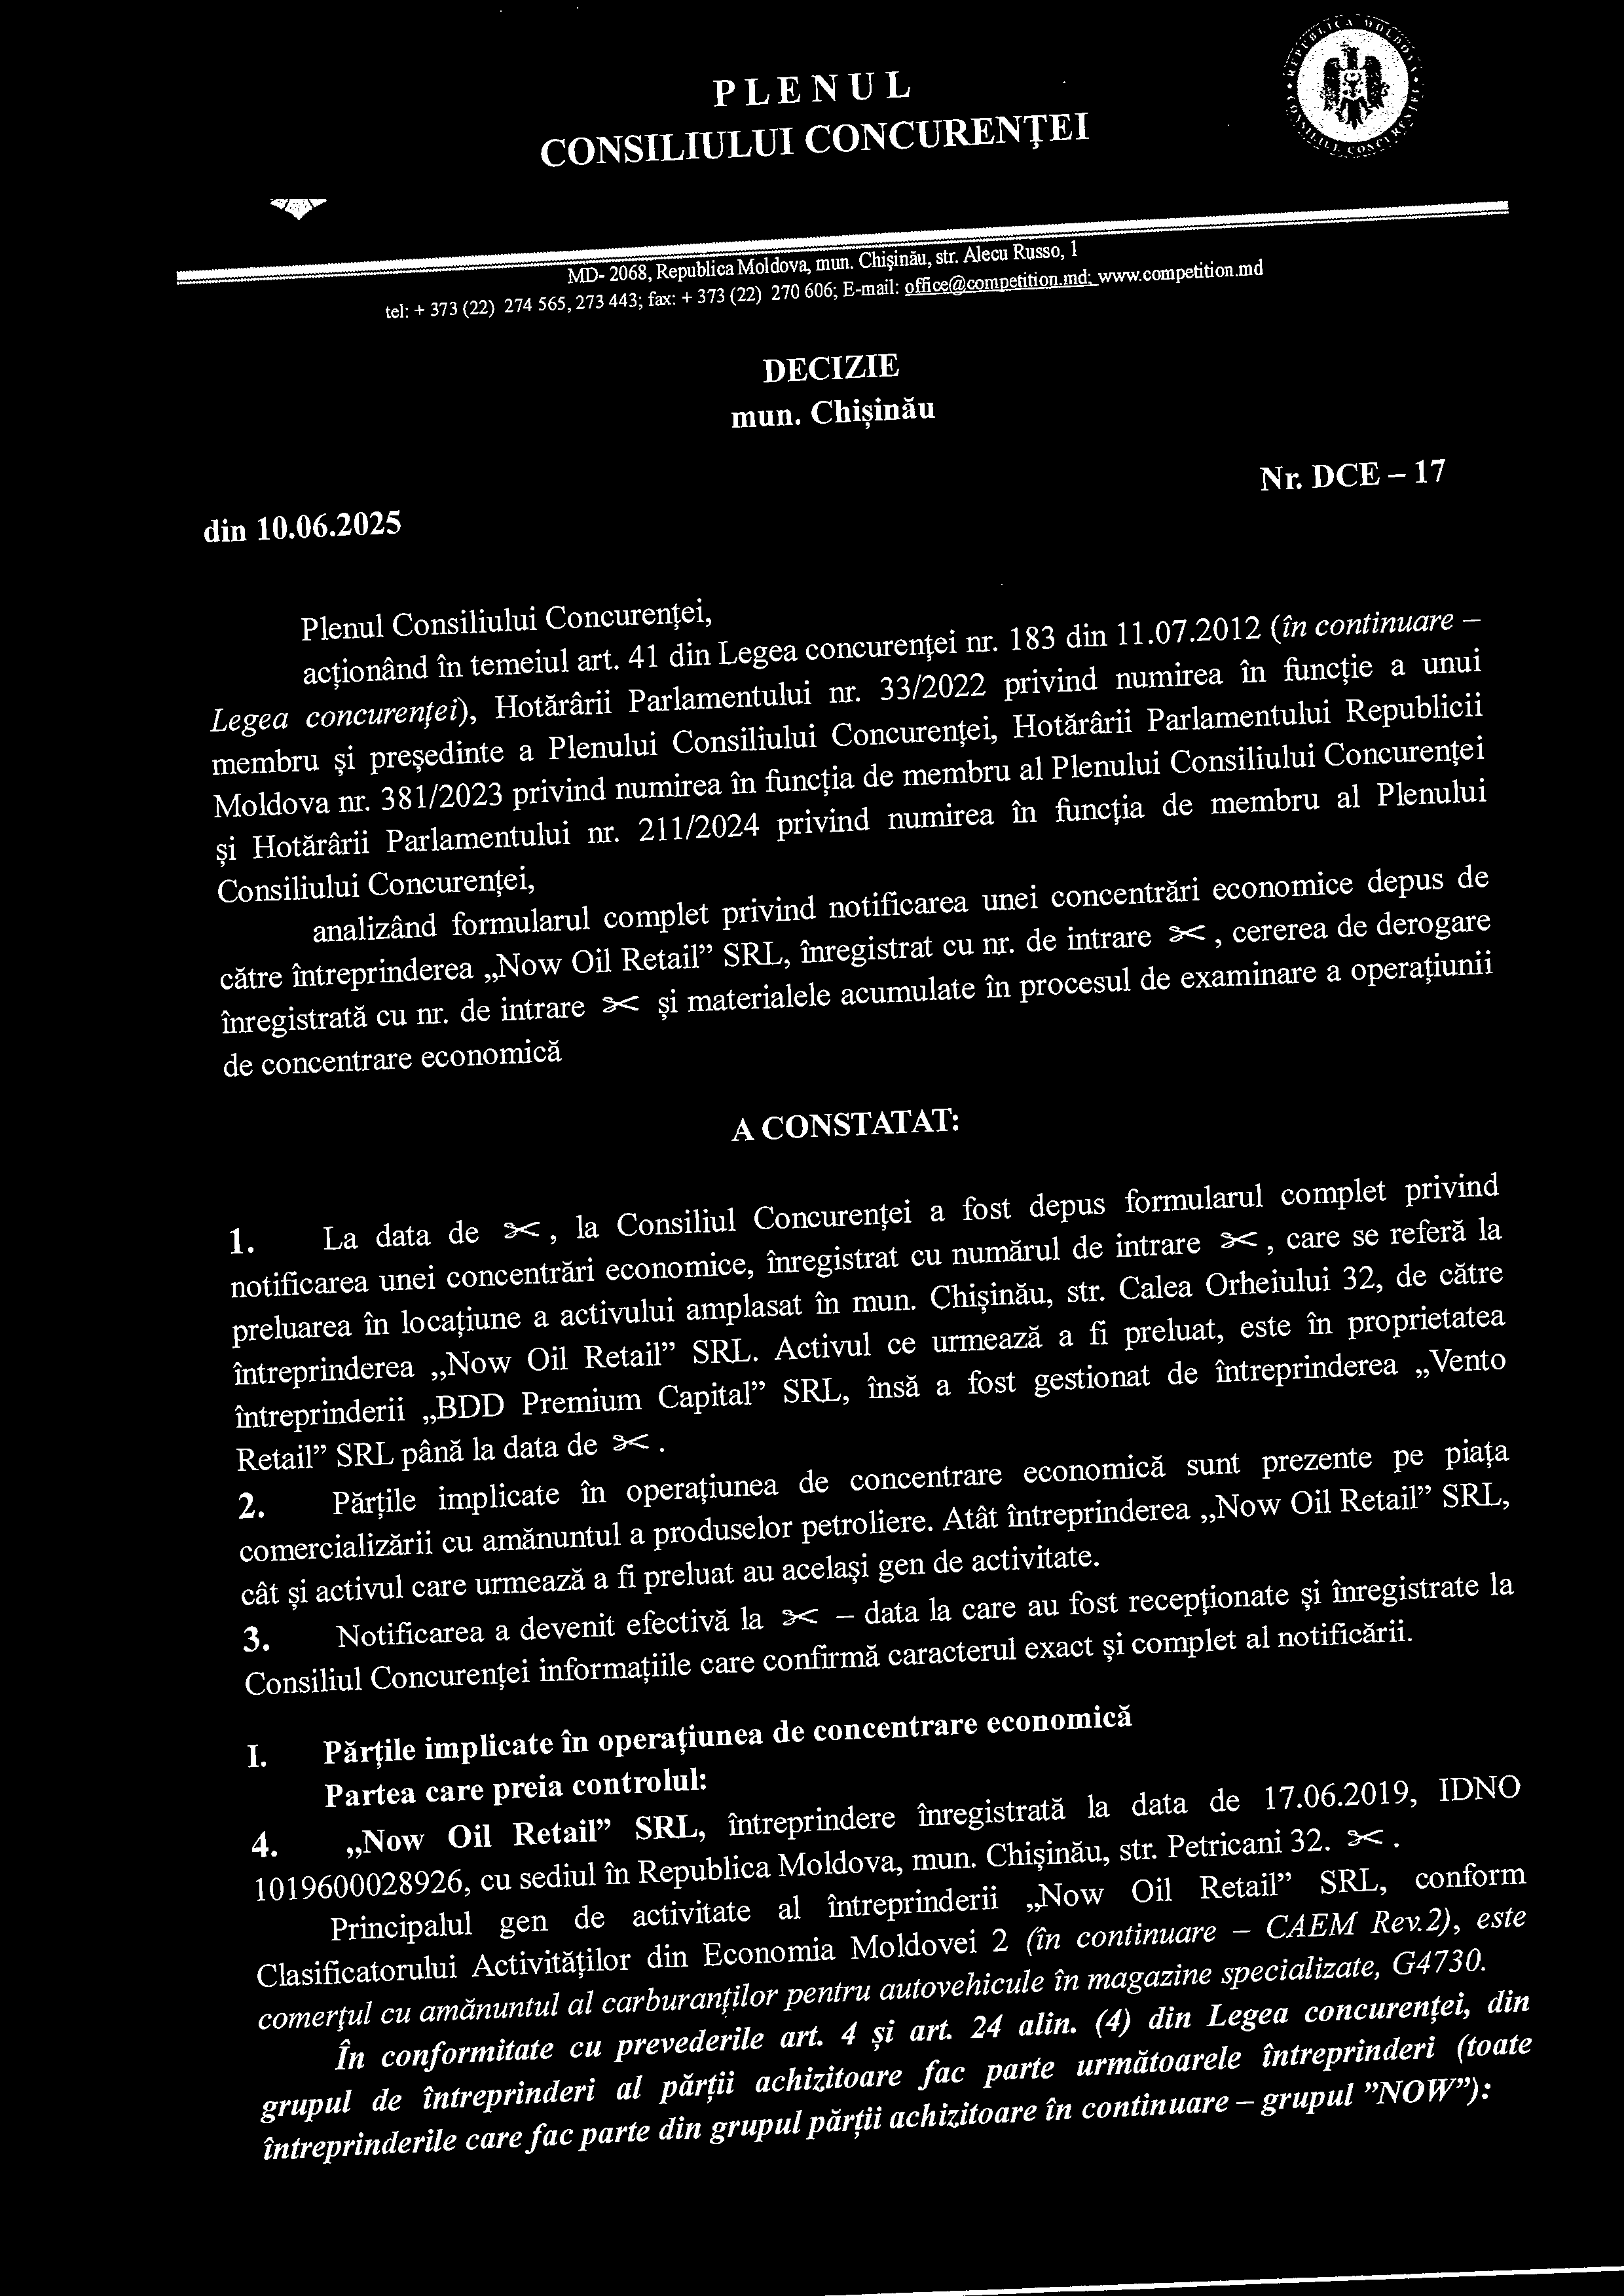 PLENUL
CONSILIULUI CONCURENȚEI
REPUBLICA MOLDOVA
CONSILIUL CONCURENȚEI
MD- 2068, Republica Moldova, mun. Chişinău, str. Alecu Russo, 1
tel: + 373 (22) 274 565, 273 443; fax: + 373 (22) 270 606; E-mail: office@competition.md; www.competition.md
DECIZIE
mun. Chișinău
Nr. DCE – 17
din 10.06.2025
Plenul Consiliului Concurenței,
acționând în temeiul art. 41 din Legea concurenței nr. 183 din 11.07.2012 (în continuare –
Legea concurenței), Hotărârii Parlamentului nr. 33/2022 privind numirea în funcție a unui
membru și președinte a Plenului Consiliului Concurenței, Hotărârii Parlamentului Republicii
Moldova nr. 381/2023 privind numirea în funcția de membru al Plenului Consiliului Concurenței
și Hotărârii Parlamentului nr. 211/2024 privind numirea în funcția de membru al Plenului
Consiliului Concurenței,
analizând formularul complet privind notificarea unei concentrări economice depus de
către întreprinderea „Now Oil Retail” SRL, înregistrat cu nr. de intrare ✂, cererea de derogare
înregistrată cu nr. de intrare ✂ și materialele acumulate în procesul de examinare a operațiunii
de concentrare economică
A CONSTATAT:
1. La data de ✂, la Consiliul Concurenței a fost depus formularul complet privind
notificarea unei concentrări economice, înregistrat cu numărul de intrare ✂, care se referă la
preluarea în locațiune a activului amplasat în mun. Chișinău, str. Calea Orheiului 32, de către
întreprinderea „Now Oil Retail” SRL. Activul ce urmează a fi preluat, este în proprietatea
întreprinderii „BDD Premium Capital” SRL, însă a fost gestionat de întreprinderea „Vento
Retail” SRL până la data de ✂.
2. Părțile implicate în operațiunea de concentrare economică sunt prezente pe piața
comercializării cu amănuntul a produselor petroliere. Atât întreprinderea „Now Oil Retail” SRL,
cât și activul care urmează a fi preluat au același gen de activitate.
3. Notificarea a devenit efectivă la ✂ – data la care au fost recepționate și înregistrate la
Consiliul Concurenței informațiile care confirmă caracterul exact și complet al notificării.
I. Părțile implicate în operațiunea de concentrare economică
Partea care preia controlul:
4. „Now Oil Retail” SRL, întreprindere înregistrată la data de 17.06.2019, IDNO
1019600028926, cu sediul în Republica Moldova, mun. Chișinău, str. Petricani 32. ✂.
Principalul gen de activitate al întreprinderii „Now Oil Retail” SRL, conform
Clasificatorului Activităților din Economia Moldovei 2 (în continuare – CAEM Rev.2), este
comerțul cu amănuntul al carburanților pentru autovehicule în magazine specializate, G4730.
În conformitate cu prevederile art. 4 și art. 24 alin. (4) din Legea concurenței, din
grupul de întreprinderi al părții achizitoare fac parte următoarele întreprinderi (toate
întreprinderile care fac parte din grupul părții achizitoare în continuare – grupul ”NOW”):